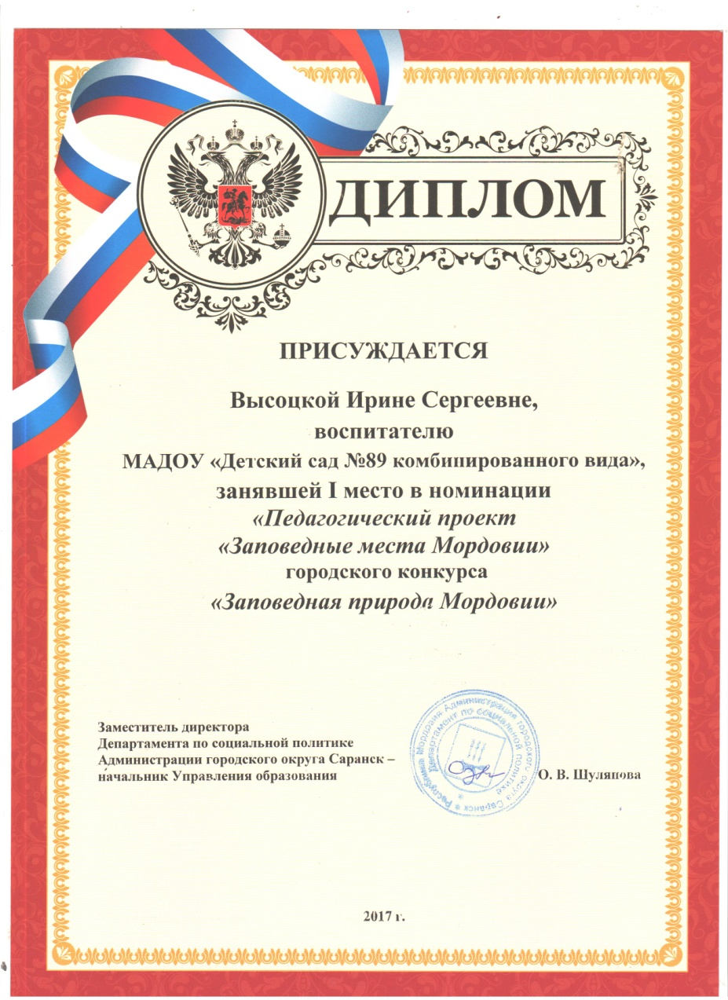 ДИПЛОМ
ПРИСУЖДАЕТСЯ
Высоцкой Ирине Сергеевне,
воспитателю
МАДОУ «Детский сад №89 комбинированного вида»,
занявшей I место в номинации
«Педагогический проект
«Заповедные места Мордовии»
городского конкурса
«Заповедная природа Мордовии»
Заместитель директора
Департамента по социальной политике
Администрации городского округа Саранск –
начальник Управления образования
О. В. Шуляпова
Республика Мордовия Администрация городского округа Саранск
Департамент по социальной политике
2017 г.